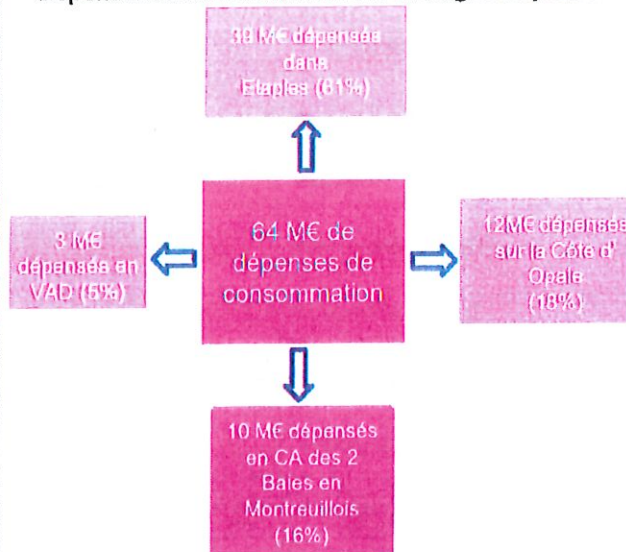 39 M€ dépensés
dans
Etaples (61%)
3 M€
dépensés en
VAD (5%)
64 M€ de
dépenses de
consommation
12M€ dépensés
sur la Côte d'
Opale
(18%)
10 M€ dépensés
en CA des 2
Baies en
Montreuillois
(16%)